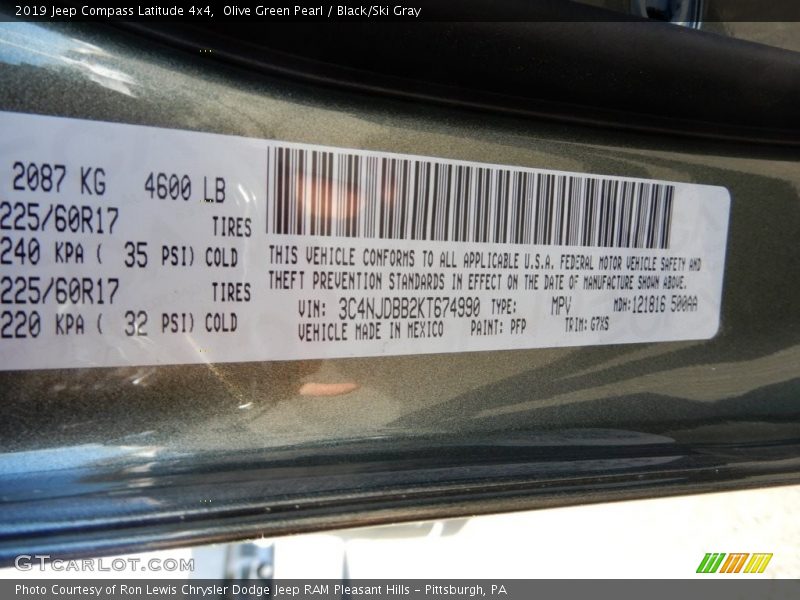 2019 Jeep Compass Latitude 4x4,  Olive Green Pearl / Black/Ski Gray
2087 KG 4600 LB
225/60R17 TIRES
240 KPA ( 35 PSI) COLD
225/60R17 TIRES
220 KPA ( 32 PSI) COLD
THIS VEHICLE CONFORMS TO ALL APPLICABLE U.S.A. FEDERAL MOTOR VEHICLE SAFETY AND
THEFT PREVENTION STANDARDS IN EFFECT ON THE DATE OF MANUFACTURE SHOWN ABOVE.
VIN: 3C4NJDBB2KT674990 TYPE: MPV MDH:121816 500AA
VEHICLE MADE IN MEXICO PAINT: PFP TRIM: G7XS
GTCARLOT.COM
Photo Courtesy of Ron Lewis Chrysler Dodge Jeep RAM Pleasant Hills - Pittsburgh, PA